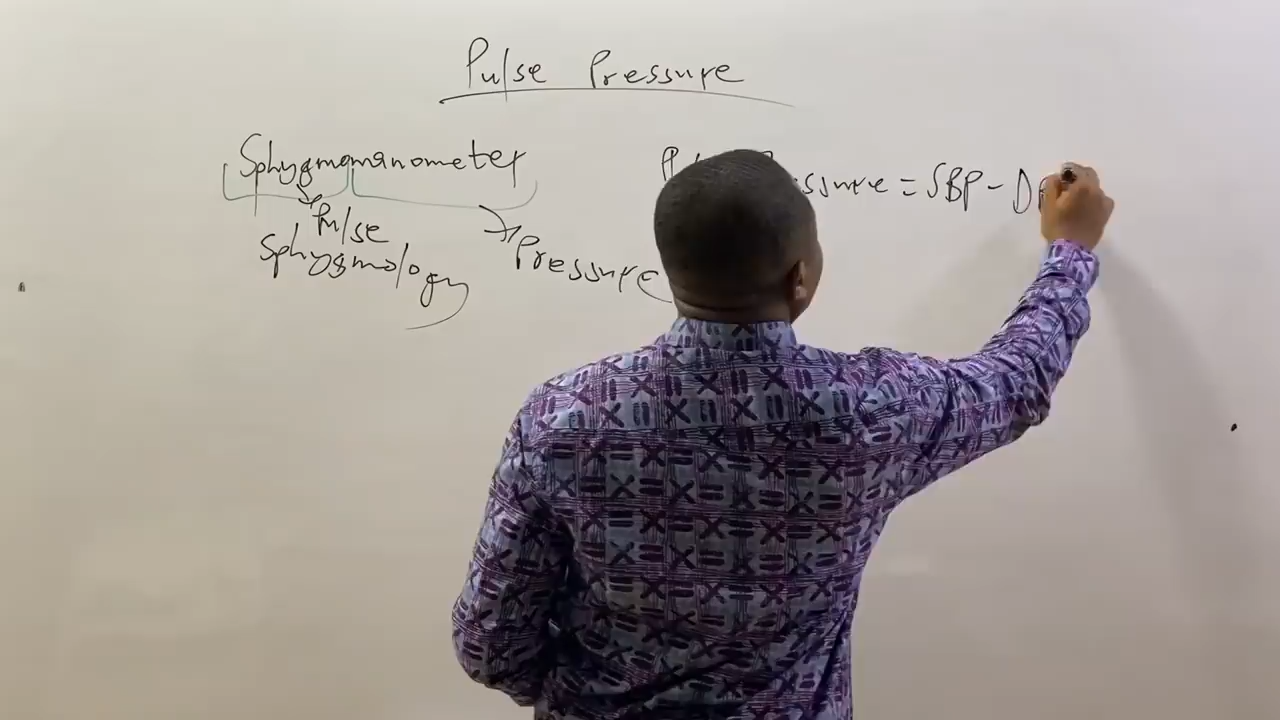 Pulse Pressure
Sphygmomanometer
Pulse
Sphygmology
Pressure
= SBP - D